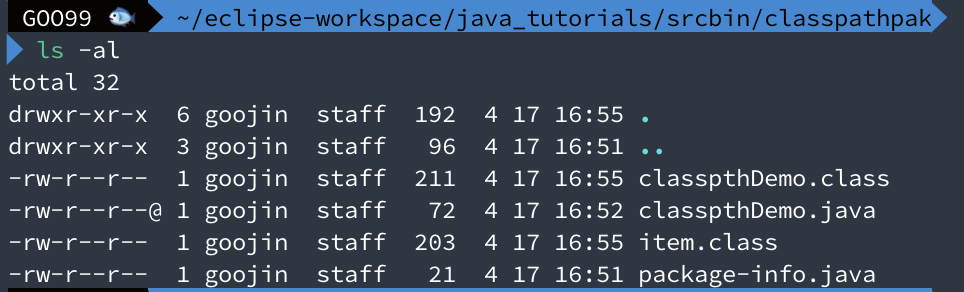 GOO99 🐟 ~/eclipse-workspace/java_tutorials/srcbin/classpathpak
ls -al
total 32
drwxr-xr-x  6 goojin  staff  192  4 17 16:55 .
drwxr-xr-x  3 goojin  staff   96  4 17 16:51 ..
-rw-r--r--  1 goojin  staff  211  4 17 16:55 classpthDemo.class
-rw-r--r--@ 1 goojin  staff   72  4 17 16:52 classpthDemo.java
-rw-r--r--  1 goojin  staff  203  4 17 16:55 item.class
-rw-r--r--  1 goojin  staff   21  4 17 16:51 package-info.java